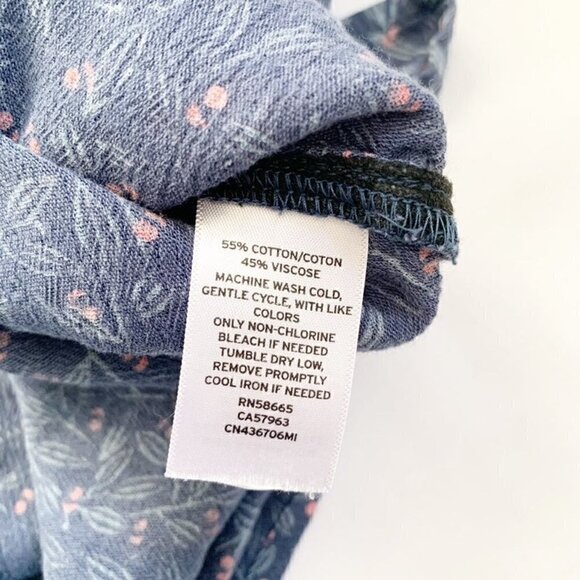 55% COTTON/COTON
45% VISCOSE
MACHINE WASH COLD,
GENTLE CYCLE, WITH LIKE
COLORS
ONLY NON-CHLORINE
BLEACH IF NEEDED
TUMBLE DRY LOW,
REMOVE PROMPTLY
COOL IRON IF NEEDED
RN58665
CA57963
CN436706MI